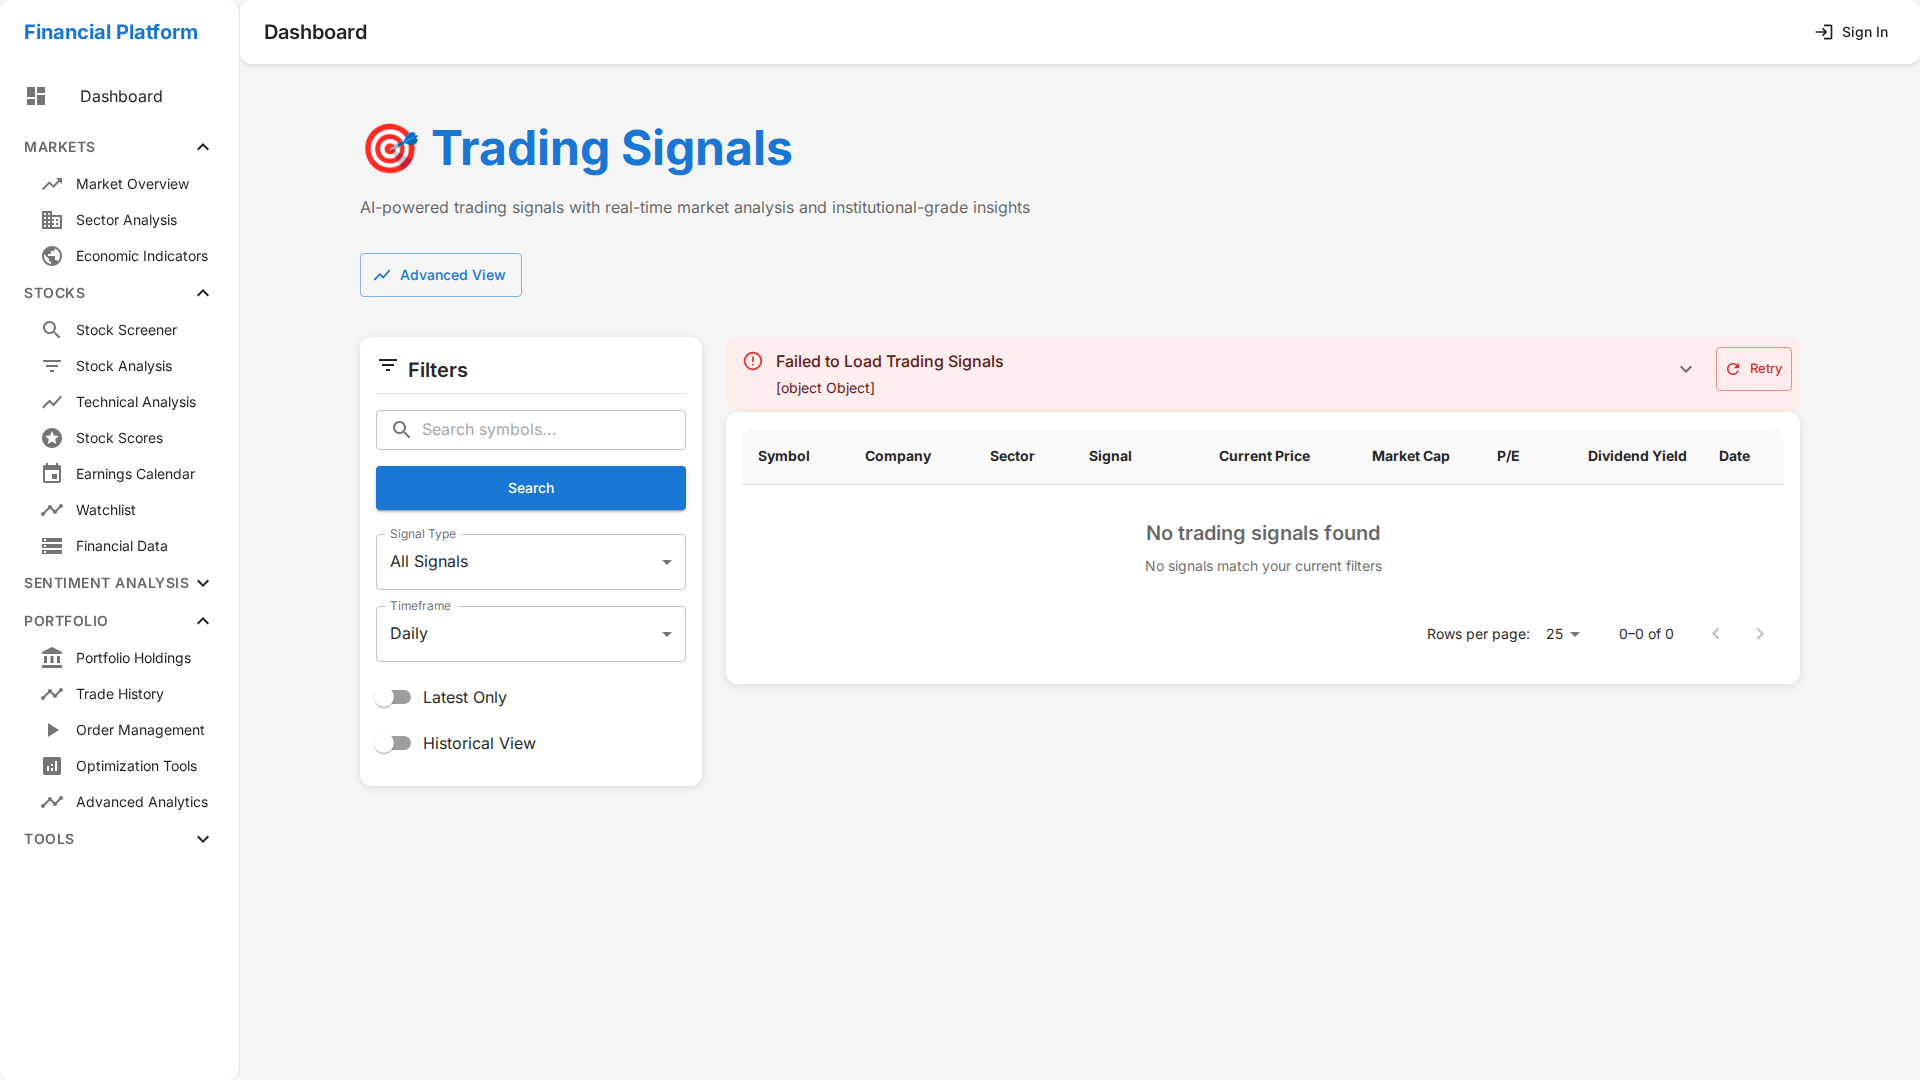 Financial Platform
Dashboard
Sign In
Dashboard
MARKETS
Market Overview
Sector Analysis
Economic Indicators
STOCKS
Stock Screener
Stock Analysis
Technical Analysis
Stock Scores
Earnings Calendar
Watchlist
Financial Data
SENTIMENT ANALYSIS
PORTFOLIO
Portfolio Holdings
Trade History
Order Management
Optimization Tools
Advanced Analytics
TOOLS
🎯 Trading Signals
AI-powered trading signals with real-time market analysis and institutional-grade insights
Advanced View
Filters
Search symbols...
Search
Signal Type
All Signals
Timeframe
Daily
Latest Only
Historical View
Failed to Load Trading Signals
[object Object]
Retry
Symbol Company Sector Signal Current Price Market Cap P/E Dividend Yield Date
No trading signals found
No signals match your current filters
Rows per page: 25 0–0 of 0